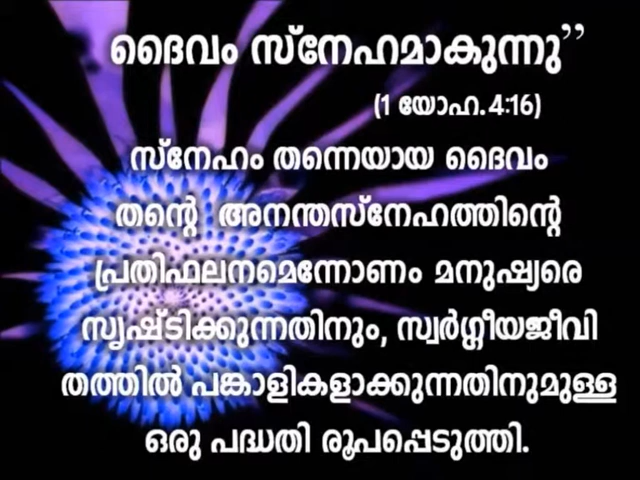 ദൈവം സ്നേഹമാകുന്നു”
(1 യോഹ.4:16)
സ്നേഹം തന്നെയായ ദൈവം
തന്റെ അനന്തസ്നേഹത്തിന്റെ
പ്രതിഫലനമെന്നോണം മനുഷ്യരെ
സൃഷ്ടിക്കുന്നതിനും, സ്വർഗ്ഗീയജീവി
തത്തിൽ പങ്കാളികളാക്കുന്നതിനുമുള്ള
ഒരു പദ്ധതി രൂപപ്പെടുത്തി.